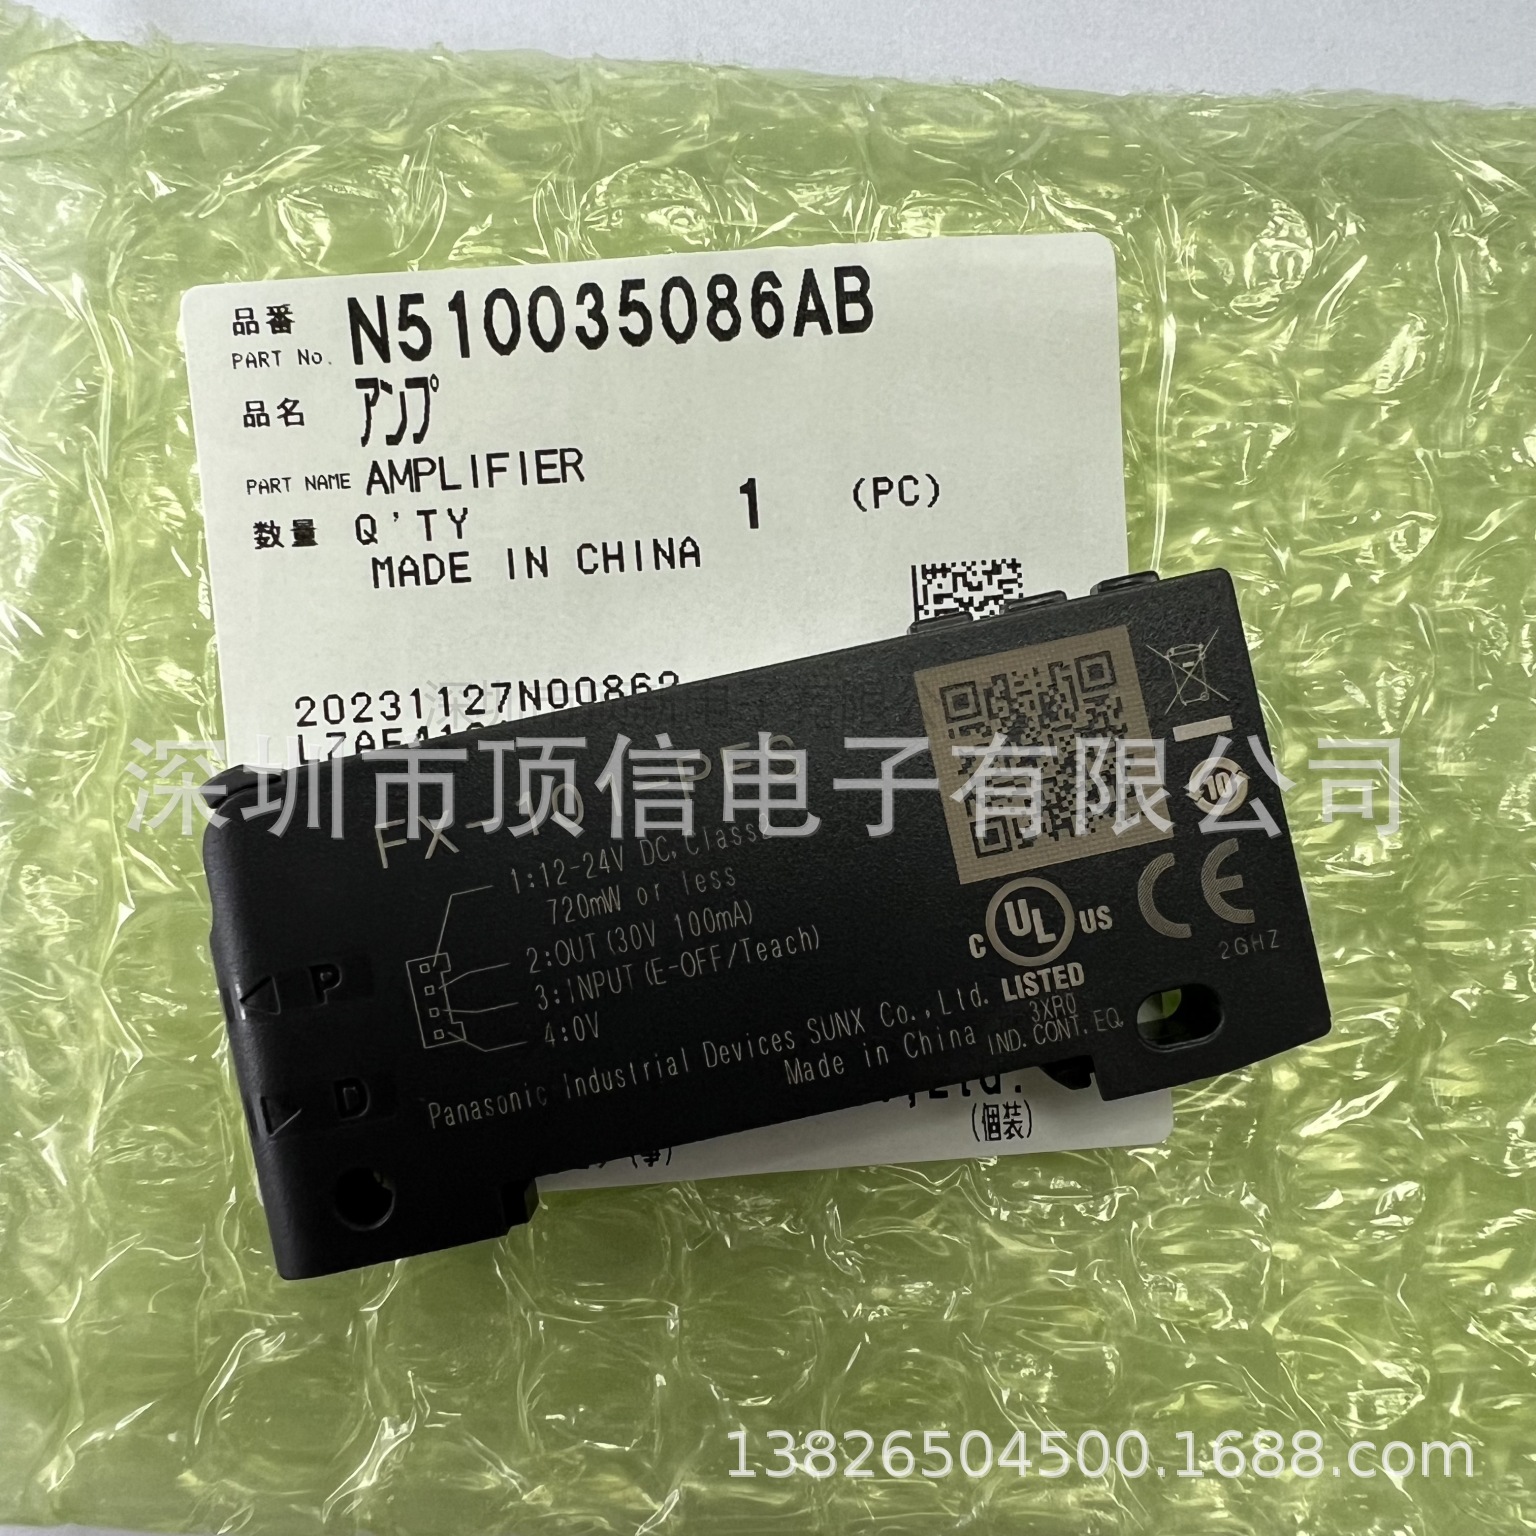 品番
PART No. N510035086AB
品名 アンプ
PART NAME AMPLIFIER
数量 Q'TY 1 (PC)
MADE IN CHINA
20231127N00862
深圳市顶信电子有限公司
1:12-24V DC, Class2
720mW or less
2:OUT(30V 100mA)
3:INPUT(E-OFF/Teach)
4:0V
P
D
Panasonic Industrial Devices SUNX Co.,Ltd.
Made in China
10
C UL US
LISTED
3XR0
IND. CONT. EQ.
CE
2GHZ
(個装)
13826504500.1688.com